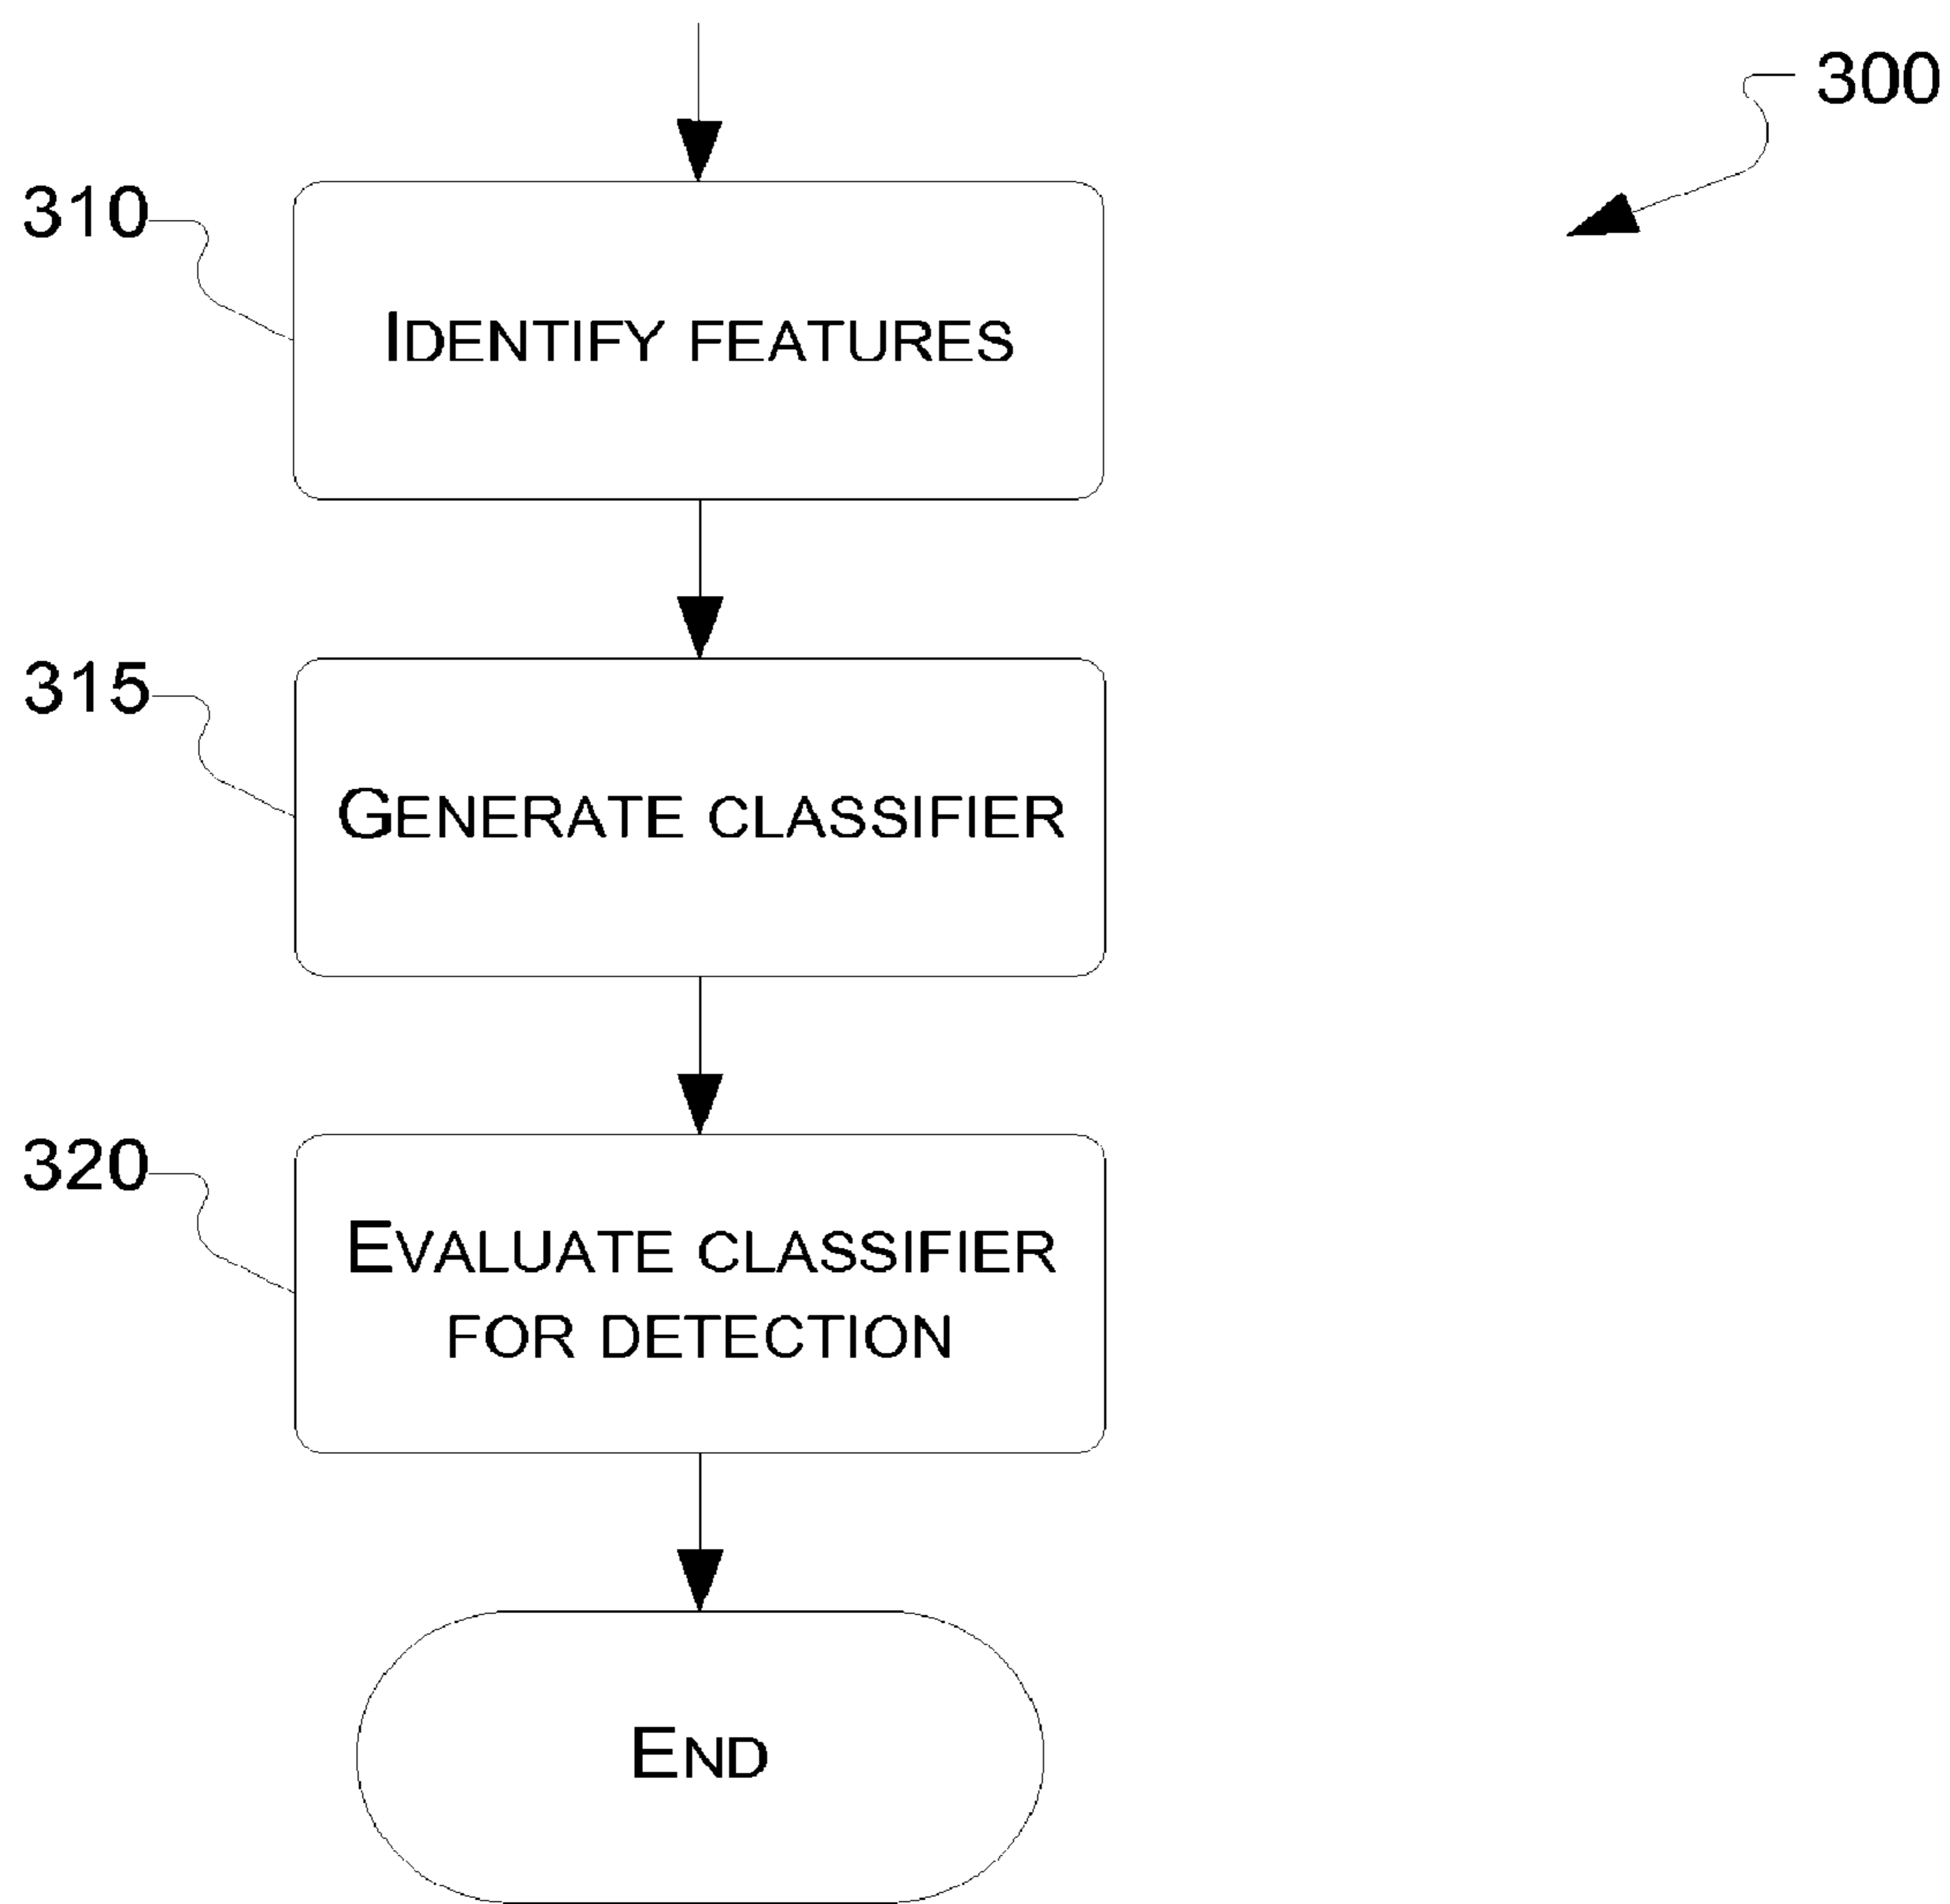 300
310
IDENTIFY FEATURES
315
GENERATE CLASSIFIER
320
EVALUATE CLASSIFIER
FOR DETECTION
END